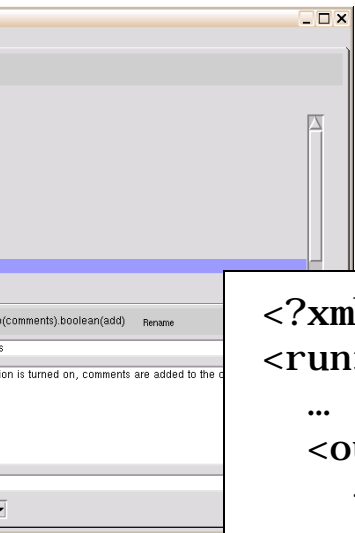 (comments).boolean(add) Rename
s
ion is turned on, comments are added to the
<?xm
<run
…
<o